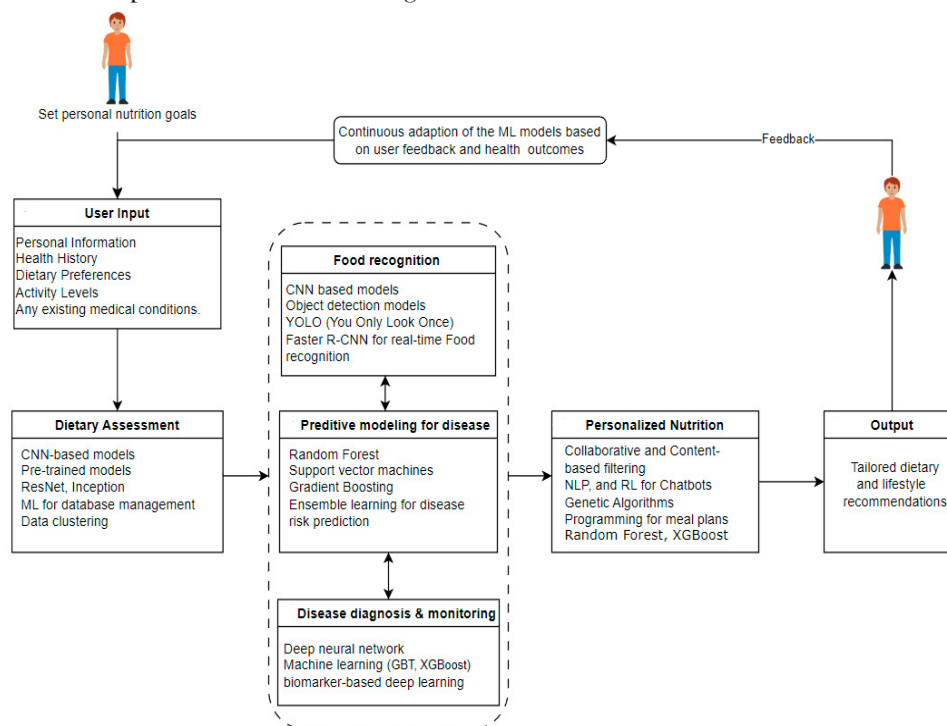 Set personal nutrition goals
Continuous adaption of the ML models based
on user feedback and health outcomes
Feedback
User Input
Personal Information
Health History
Dietary Preferences
Activity Levels
Any existing medical conditions.
Food recognition
CNN based models
Object detection models
YOLO (You Only Look Once)
Faster R-CNN for real-time Food
recognition
Dietary Assessment
CNN-based models
Pre-trained models
ResNet, Inception
ML for database management
Data clustering
Preditive modeling for disease
Random Forest
Support vector machines
Gradient Boosting
Ensemble learning for disease
risk prediction
Personalized Nutrition
Collaborative and Content-
based filtering
NLP, and RL for Chatbots
Genetic Algorithms
Programming for meal plans
Random Forest, XGBoost
Output
Tailored dietary
and lifestyle
recommendations
Disease diagnosis & monitoring
Deep neural network
Machine learning (GBT, XGBoost)
biomarker-based deep learning